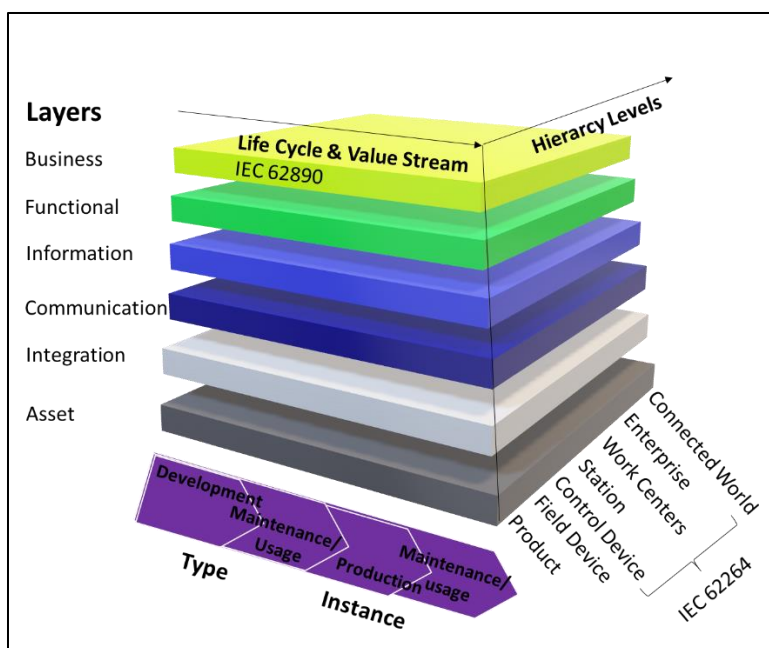 Layers
Life Cycle & Value Stream
IEC 62890
Hierarcy Levels
Business
Functional
Information
Communication
Integration
Asset
Development
Maintenance/
Usage
Production
Maintenance/
usage
Type
Instance
Connected World
Enterprise
Work Centers
Station
Control Device
Field Device
Product
IEC 62264